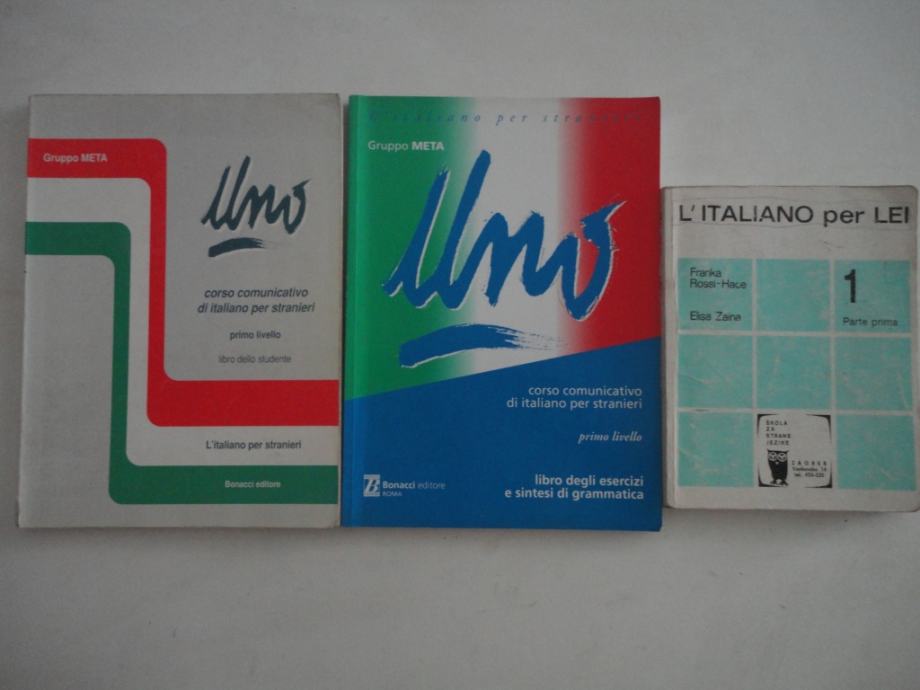 Gruppo META
Uno
corso comunicativo
di italiano per stranieri
primo livello
libro dello studente
L'italiano per stranieri
Bonacci editore
L'italiano per stranieri
Gruppo META
Uno
corso comunicativo
di italiano per stranieri
primo livello
libro degli esercizi
e sintesi di grammatica
Bonacci editore
ROMA
L'ITALIANO per LEI
Franka
Rossi-Hace
Elisa Zaina
1
Parte prima
ŠKOLA
ZA
STRANE
JEZIKE
ZAGREB